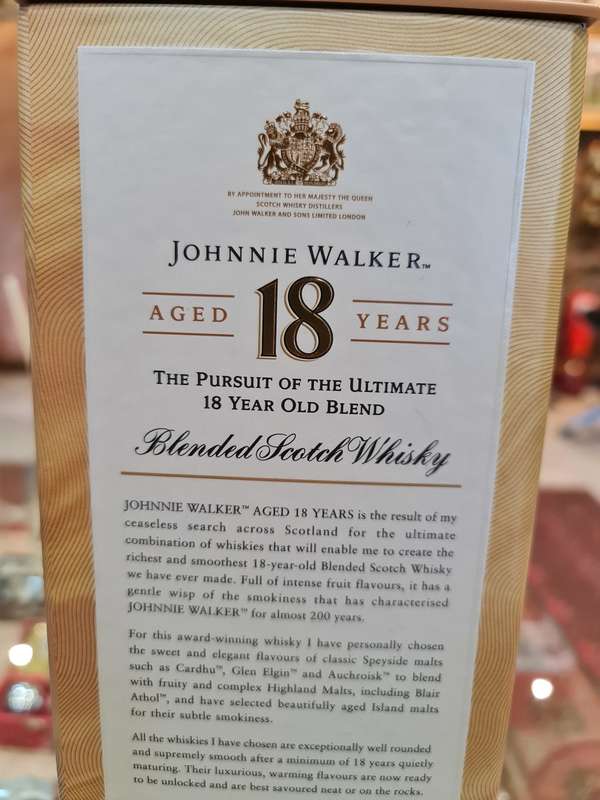 BY APPOINTMENT TO HER MAJESTY THE QUEEN
SCOTCH WHISKY DISTILLERS
JOHN WALKER AND SONS LIMITED LONDON
JOHNNIE WALKER™
AGED 18 YEARS
THE PURSUIT OF THE ULTIMATE
18 YEAR OLD BLEND
Blended Scotch Whisky
JOHNNIE WALKER™ AGED 18 YEARS is the result of my
ceaseless search across Scotland for the ultimate
combination of whiskies that will enable me to create the
richest and smoothest 18-year-old Blended Scotch Whisky
we have ever made. Full of intense fruit flavours, it has a
gentle wisp of the smokiness that has characterised
JOHNNIE WALKER™ for almost 200 years.
For this award-winning whisky I have personally chosen
the sweet and elegant flavours of classic Speyside malts
such as Cardhu™, Glen Elgin™ and Auchroisk™ to blend
with fruity and complex Highland Malts, including Blair
Athol™, and have selected beautifully aged Island malts
for their subtle smokiness.
All the whiskies I have chosen are exceptionally well rounded
and supremely smooth after a minimum of 18 years quietly
maturing. Their luxurious, warming flavours are now ready
to be unlocked and are best savoured neat or on the rocks.